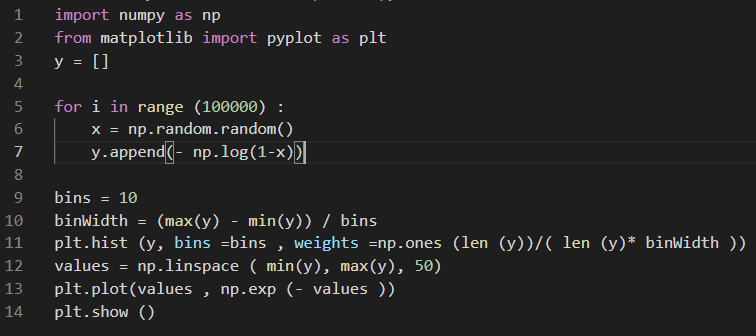 1 import numpy as np
2 from matplotlib import pyplot as plt
3 y = []
4
5 for i in range (100000) :
6     x = np.random.random()
7     y.append(- np.log(1-x))
8
9 bins = 10
10 binWidth = (max(y) - min(y)) / bins
11 plt.hist (y, bins =bins , weights =np.ones (len (y))/( len (y)* binWidth ))
12 values = np.linspace ( min(y), max(y), 50)
13 plt.plot(values , np.exp (- values ))
14 plt.show ()